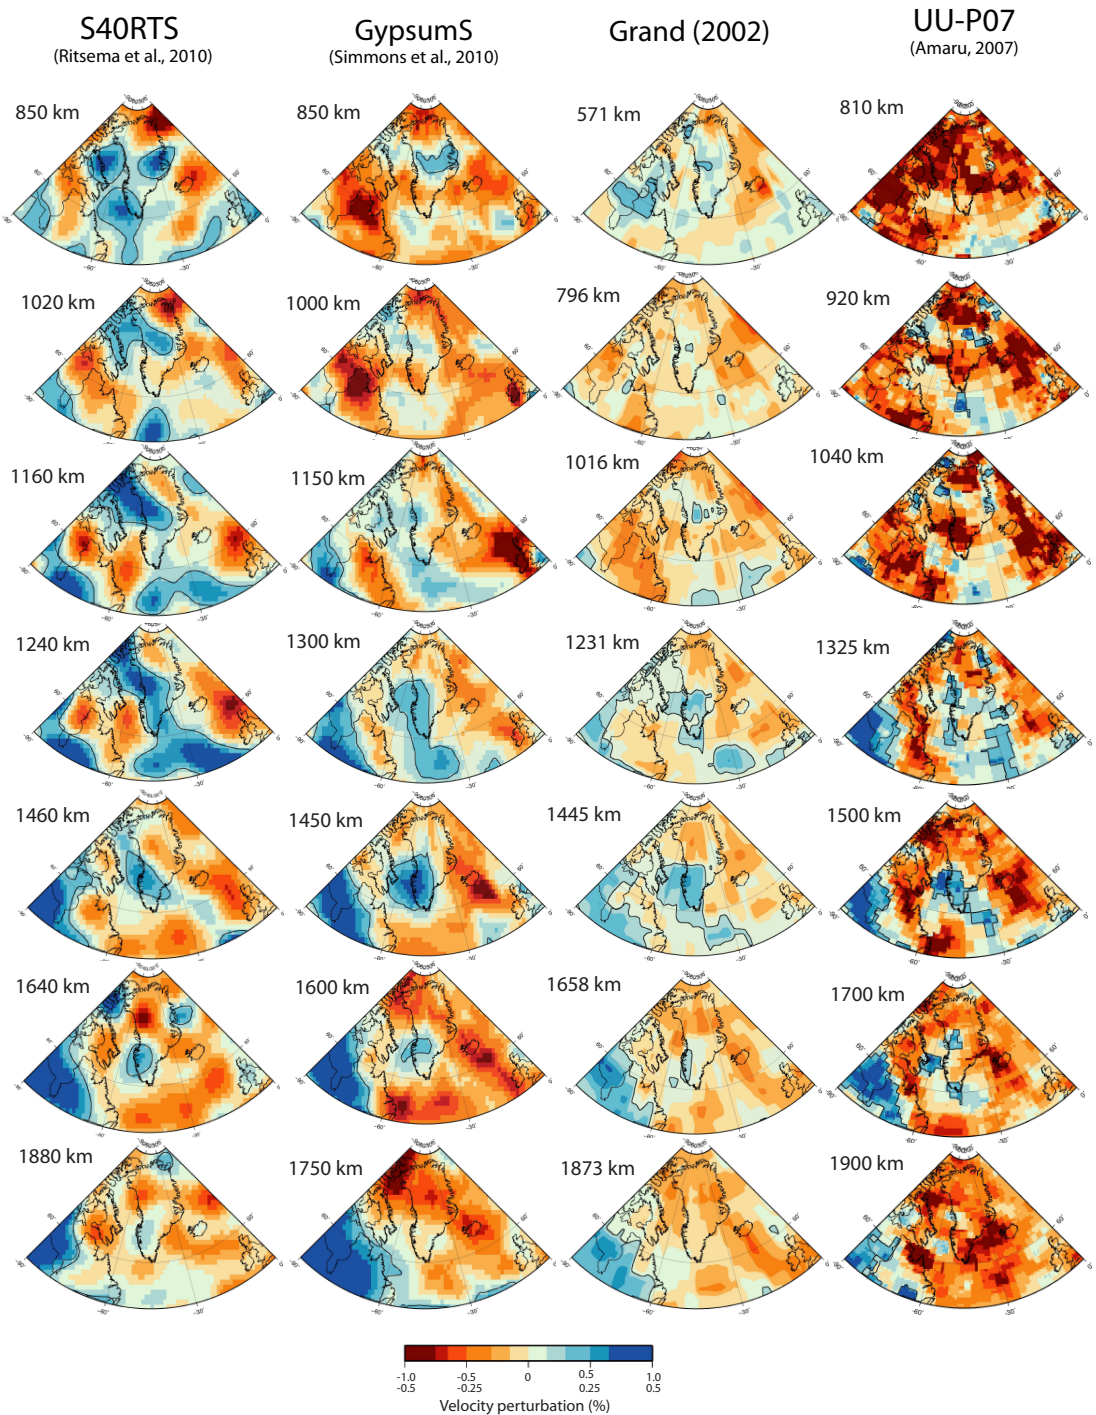 S40RTS
(Ritsema et al., 2010)
GypsumS
(Simmons et al., 2010)
Grand (2002)
UU-P07
(Amaru, 2007)
850 km
850 km
571 km
810 km
1020 km
1000 km
796 km
920 km
1160 km
1150 km
1016 km
1040 km
1240 km
1300 km
1231 km
1325 km
1460 km
1450 km
1445 km
1500 km
1640 km
1600 km
1658 km
1700 km
1880 km
1750 km
1873 km
1900 km
-1.0 -0.5 0 0.5 1.0
-0.5 -0.25 0.25 0.5
Velocity perturbation (%)